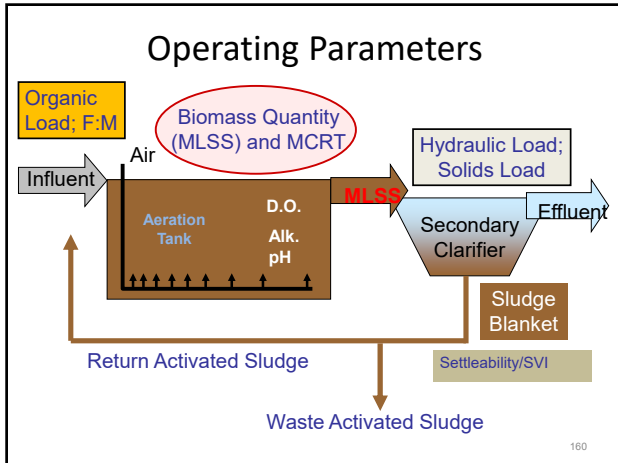 Operating Parameters
Organic
Load; F:M
Biomass Quantity
(MLSS) and MCRT
Air
Hydraulic Load;
Solids Load
Influent
MLSS
Effluent
D.O.
Aeration
Tank
Alk.
pH
Secondary
Clarifier
Sludge
Blanket
Return Activated Sludge
Settleability/SVI
Waste Activated Sludge
160